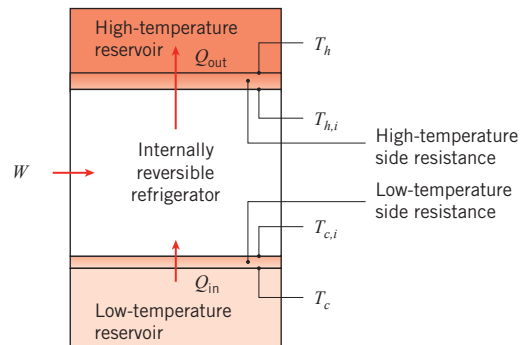 High-temperature
reservoir
Q_out
T_h
T_h,i
High-temperature
side resistance
Internally
reversible
refrigerator
W
Low-temperature
side resistance
T_c,i
Q_in
T_c
Low-temperature
reservoir